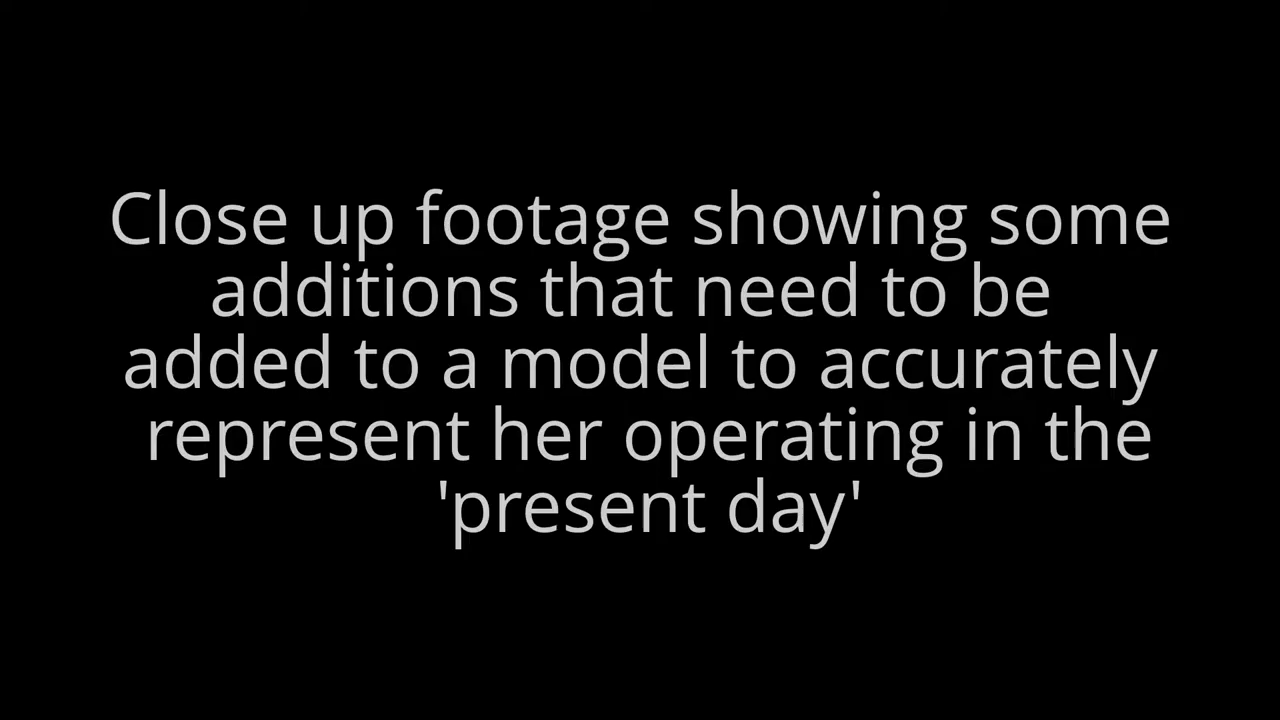 Close up footage showing some
additions that need to be
added to a model to accurately
represent her operating in the
'present day'